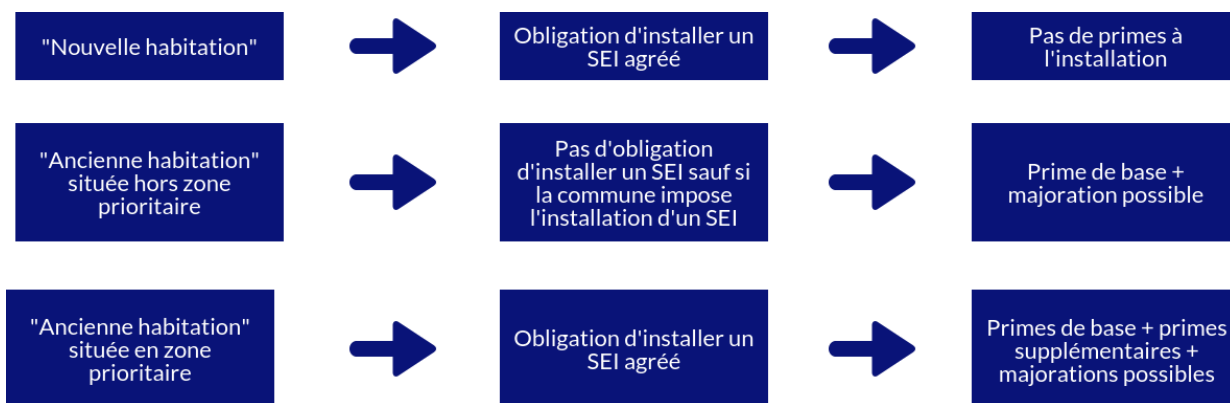 "Nouvelle habitation"
Obligation d'installer un
SEI agréé
Pas de primes à
l'installation
"Ancienne habitation"
située hors zone
prioritaire
Pas d'obligation
d'installer un SEI sauf si
la commune impose
l'installation d'un SEI
Prime de base +
majoration possible
"Ancienne habitation"
située en zone
prioritaire
Obligation d'installer un
SEI agréé
Primes de base + primes
supplémentaires +
majorations possibles